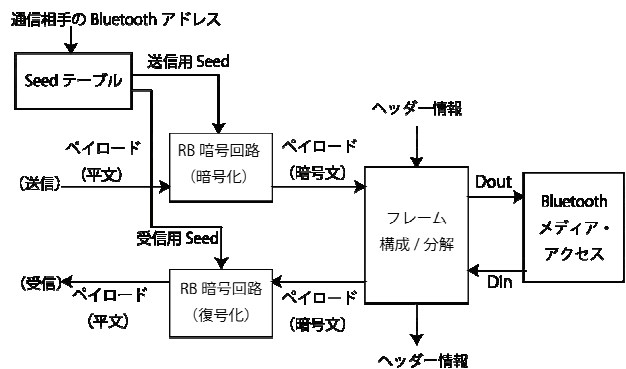 通信相手の Bluetooth アドレス
Seed テーブル
送信用 Seed
ヘッダー情報
ペイロード
(平文)
(送信)
RB 暗号回路
(暗号化)
ペイロード
(暗号文)
フレーム
構成 / 分解
Dout
Bluetooth
メディア・
アクセス
Din
受信用 Seed
(受信)
ペイロード
(平文)
RB 暗号回路
(復号化)
ペイロード
(暗号文)
ヘッダー情報